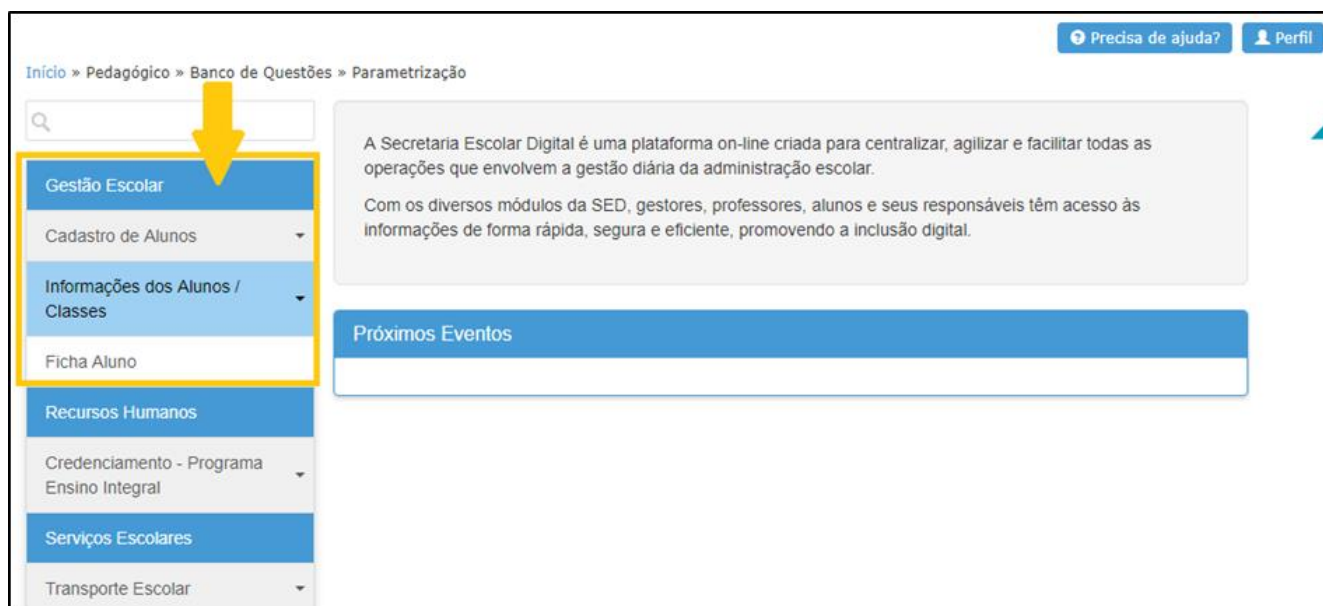 Precisa de ajuda?
Perfil
Início » Pedagógico » Banco de Questões » Parametrização
Gestão Escolar
Cadastro de Alunos
Informações dos Alunos /
Classes
Ficha Aluno
Recursos Humanos
Credenciamento - Programa
Ensino Integral
Serviços Escolares
Transporte Escolar
A Secretaria Escolar Digital é uma plataforma on-line criada para centralizar, agilizar e facilitar todas as
operações que envolvem a gestão diária da administração escolar.
Com os diversos módulos da SED, gestores, professores, alunos e seus responsáveis têm acesso às
informações de forma rápida, segura e eficiente, promovendo a inclusão digital.
Próximos Eventos